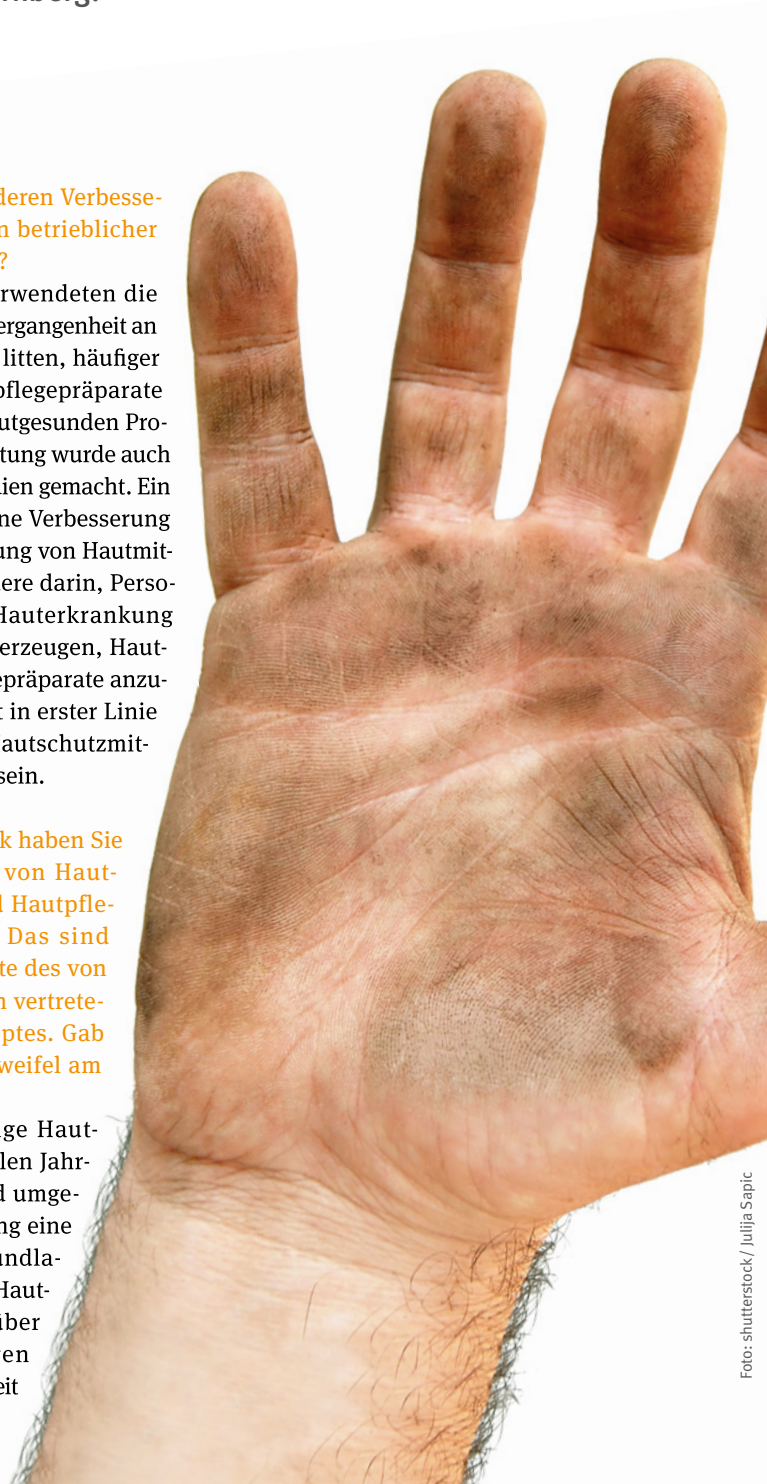 deren Verbesse-
n betrieblicher
?
rwendeten die
ergangenheit an
litten, häufiger
pflegepräparate
utgesunden Pro-
tung wurde auch
ien gemacht. Ein
ne Verbesserung
ung von Hautmit-
ere darin, Perso-
Hauterkrankung
erzeugen, Haut-
epräparate anzu-
t in erster Linie
autschutzmit-
sein.
k haben Sie
von Haut-
d Hautpfle-
Das sind
te des von
n vertrete-
ptes. Gab
weifel am
ge Haut-
len Jahr-
d umge-
ng eine
undla-
Haut-
über
en
eit
Foto: shutterstock / Julija Sapic